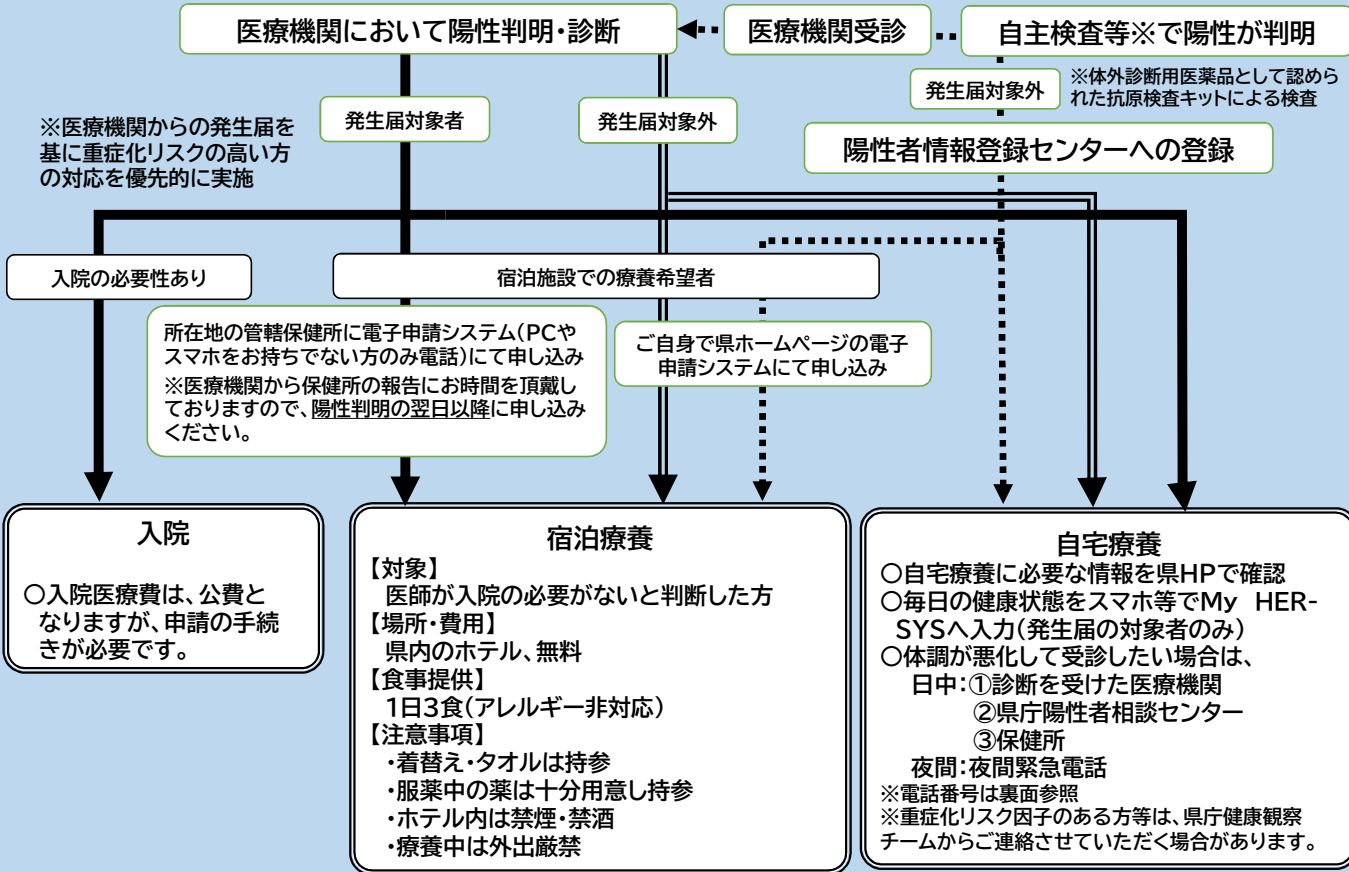 医療機関において陽性判明・診断
医療機関受診
自主検査等※で陽性が判明
※体外診断用医薬品として認めら
れた抗原検査キットによる検査
発生届対象者
発生届対象外
発生届対象外
※医療機関からの発生届を
基に重症化リスクの高い方
の対応を優先的に実施
陽性者情報登録センターへの登録
入院の必要性あり
宿泊施設での療養希望者
所在地の管轄保健所に電子申請システム(PCや
スマホをお持ちでない方のみ電話)にて申し込み
※医療機関から保健所の報告にお時間を頂戴し
ておりますので、陽性判明の翌日以降に申し込み
ください。
ご自身で県ホームページの電子
申請システムにて申し込み
入院
〇入院医療費は、公費と
なりますが、申請の手続
きが必要です。
宿泊療養
【対象】
医師が入院の必要がないと判断した方
【場所・費用】
県内のホテル、無料
【食事提供】
1日3食(アレルギー非対応)
【注意事項】
・着替え・タオルは持参
・服薬中の薬は十分用意し持参
・ホテル内は禁煙・禁酒
・療養中は外出厳禁
自宅療養
〇自宅療養に必要な情報を県HPで確認
〇毎日の健康状態をスマホ等でMy HER-
SYSへ入力(発生届の対象者のみ)
〇体調が悪化して受診したい場合は、
日中:①診断を受けた医療機関
②県庁陽性者相談センター
③保健所
夜間:夜間緊急電話
※電話番号は裏面参照
※重症化リスク因子のある方等は、県庁健康観察
チームからご連絡させていただく場合があります。